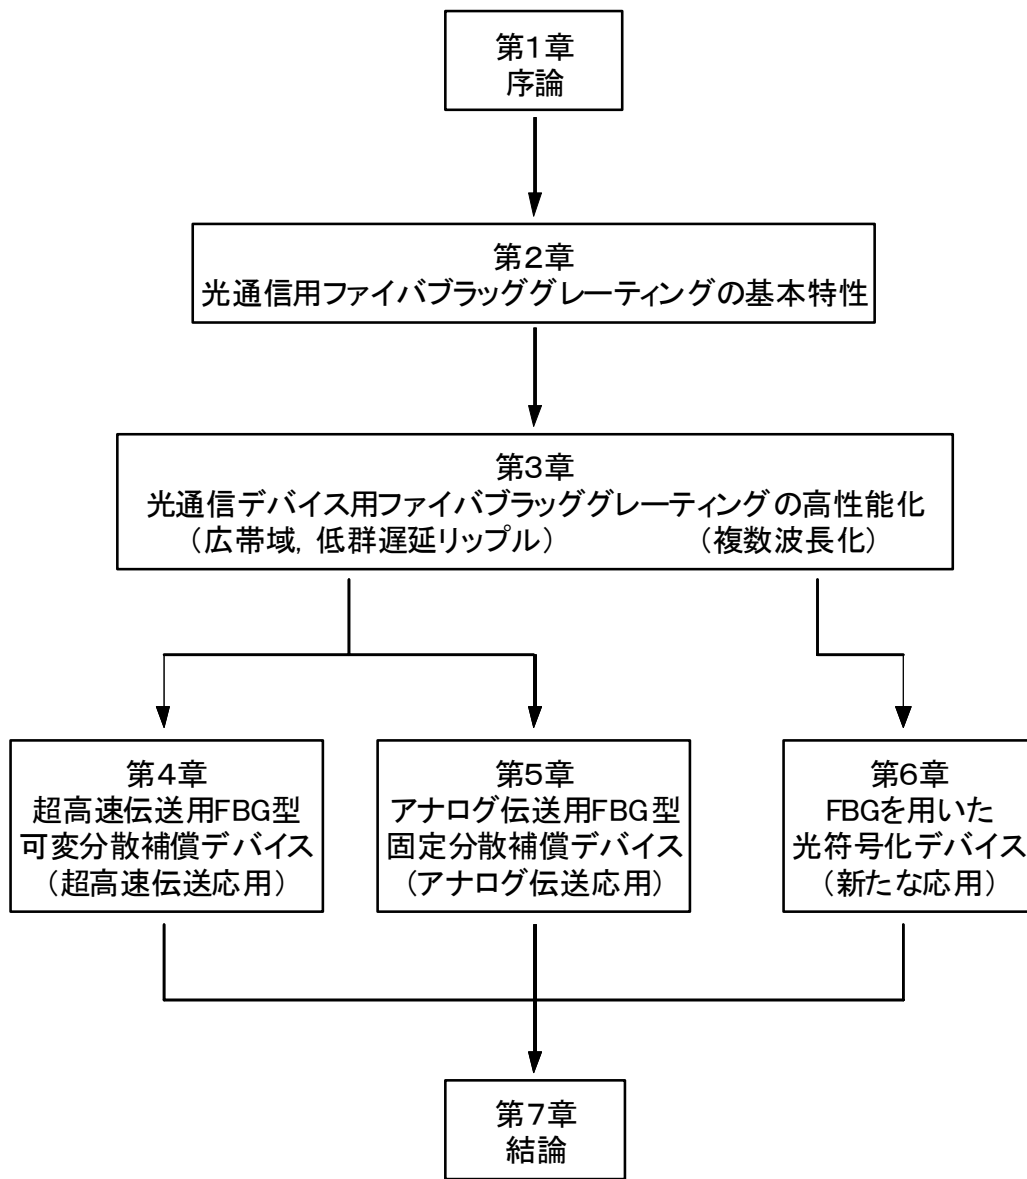 第1章
序論
第2章
光通信用ファイバブラッググレーティングの基本特性
第3章
光通信デバイス用ファイバブラッググレーティングの高性能化
（広帯域, 低群遅延リップル）　（複数波長化）
第4章
超高速伝送用FBG型
可変分散補償デバイス
（超高速伝送応用）
第5章
アナログ伝送用FBG型
固定分散補償デバイス
（アナログ伝送応用）
第6章
FBGを用いた
光符号化デバイス
（新たな応用）
第7章
結論